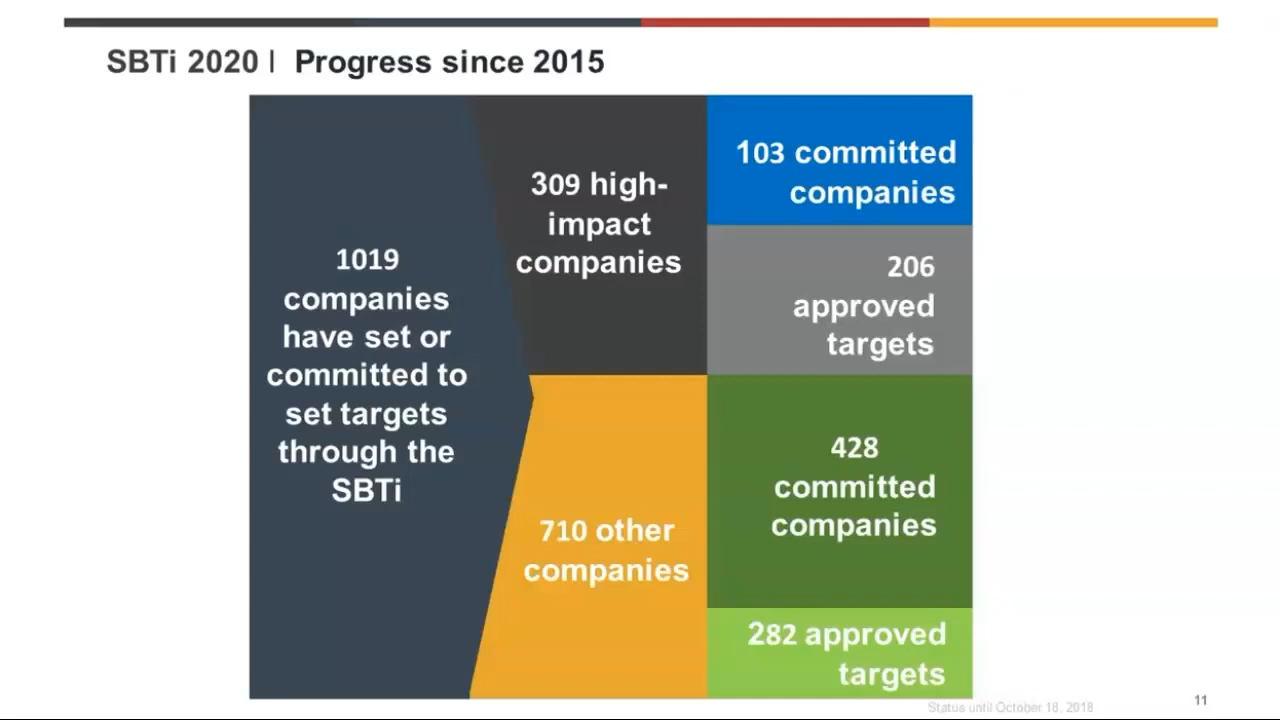 SBTi 2020 | Progress since 2015
1019
companies
have set or
committed to
set targets
through the
SBTi
309 high-
impact
companies
710 other
companies
103 committed
companies
206
approved
targets
428
committed
companies
282 approved
targets
Status until October 18, 2018
11